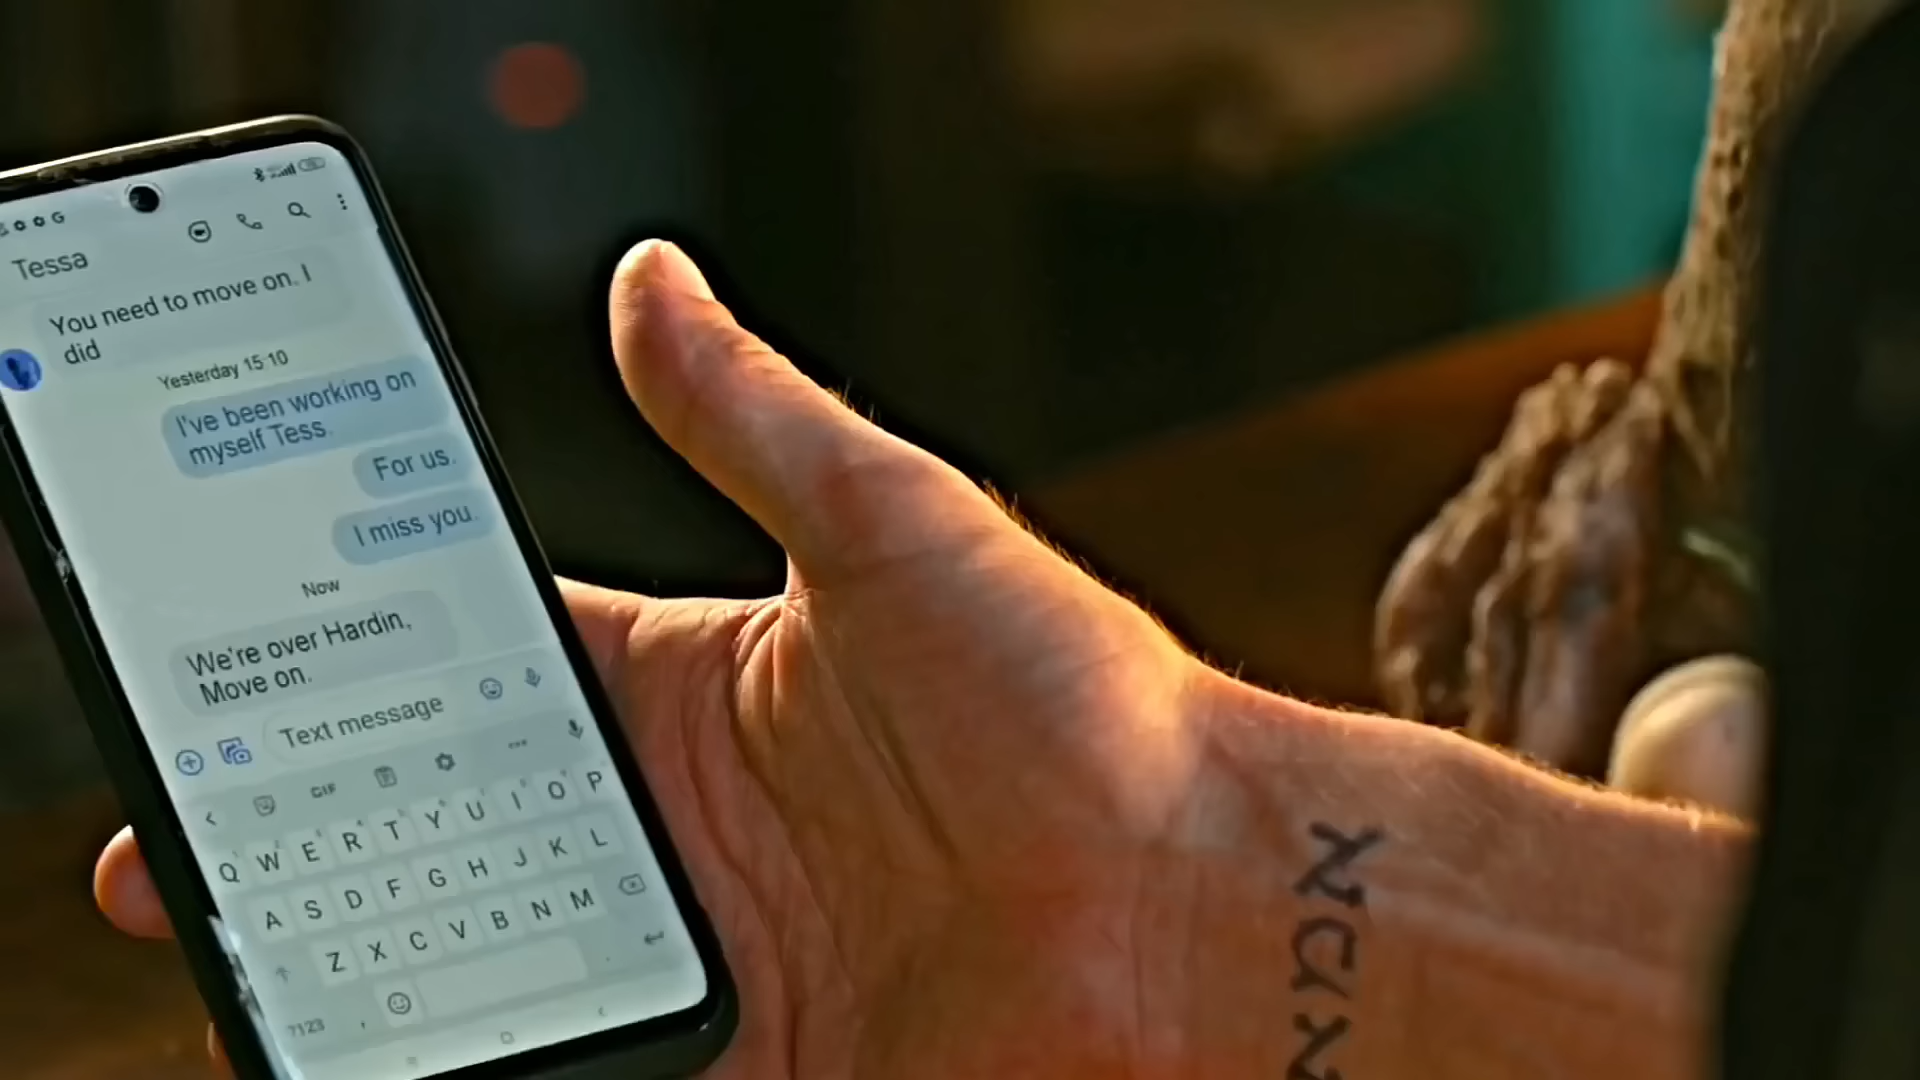 Tessa
You need to move on. I
did
Yesterday 15:10
I've been working on
myself Tess.
For us.
I miss you.
Now
We're over Hardin,
Move on.
Text message
GIF
Q W E R T Y U I O P
A S D F G H J K L
Z X C V B N M
?123 , .